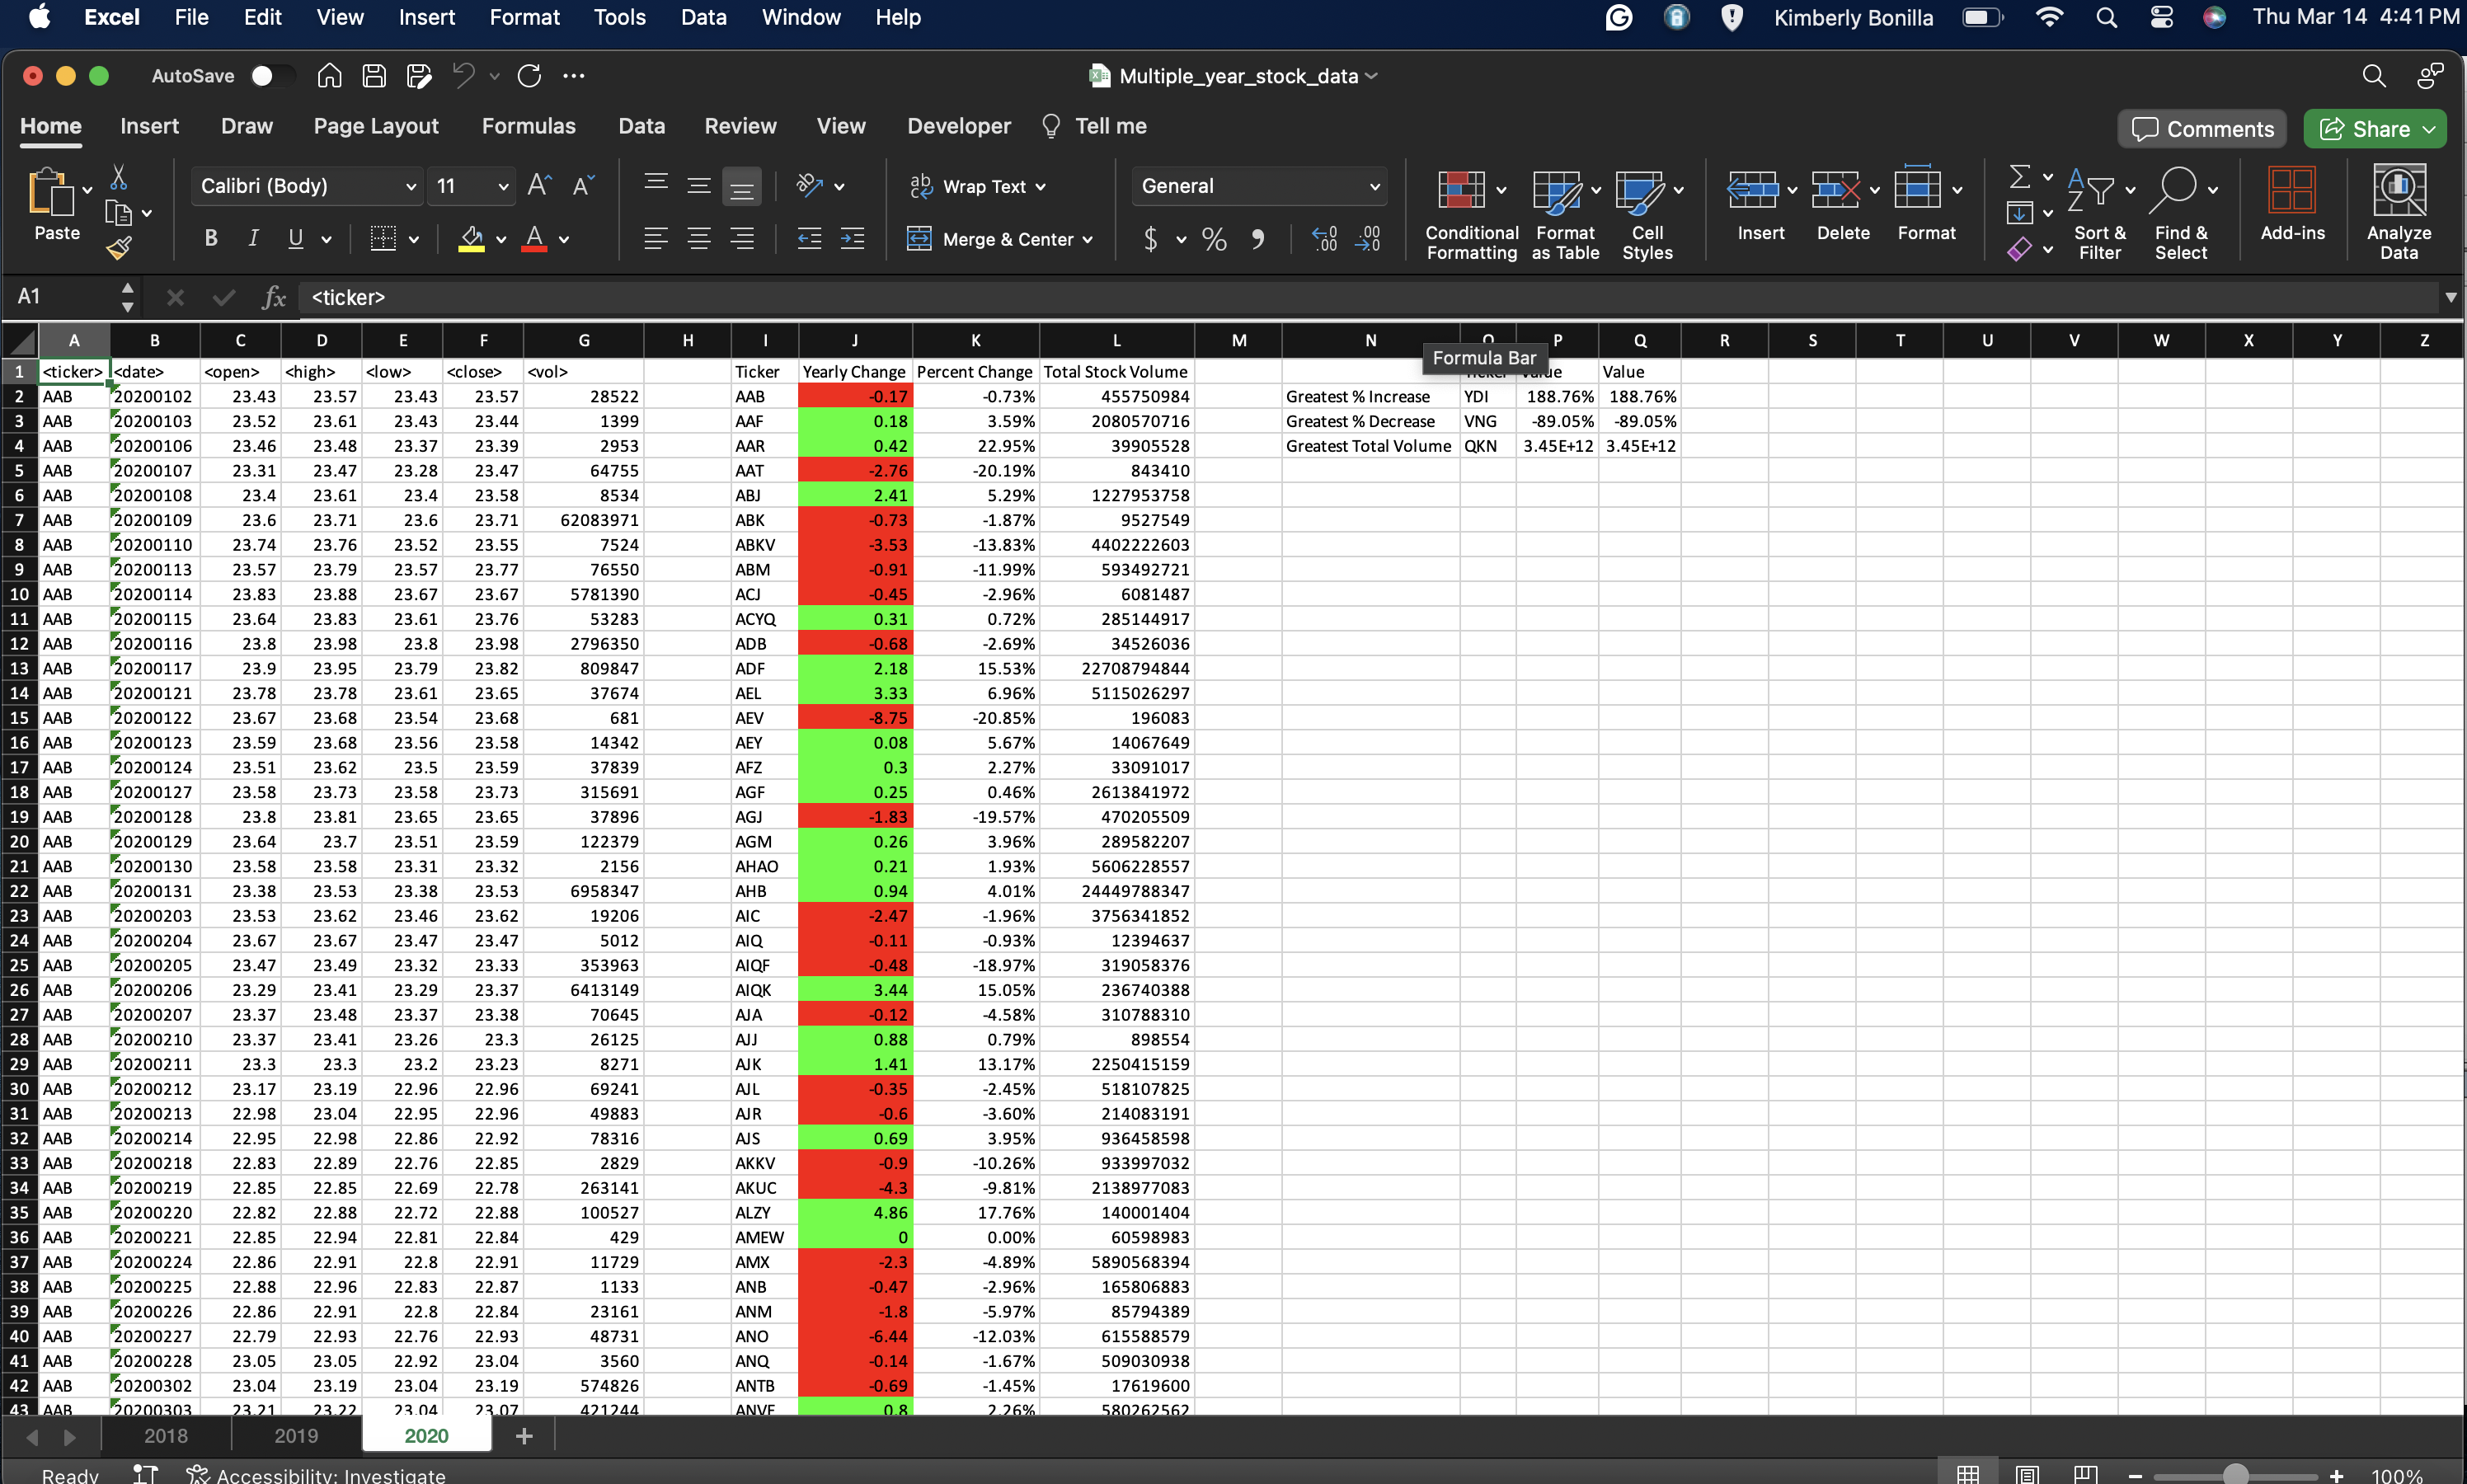 Excel File Edit View Insert Format Tools Data Window Help Kimberly Bonilla Thu Mar 14 4:41 PM
AutoSave Multiple_year_stock_data
Home Insert Draw Page Layout Formulas Data Review View Developer Tell me Comments Share
Paste Calibri (Body) 11 Wrap Text General Conditional Formatting Format as Table Cell Styles Insert Delete Format Sort & Filter Find & Select Add-ins Analyze Data
B I U Merge & Center $ %
A1 fx <ticker>
A B C D E F G H I J K L M N P Q R S T U V W X Y Z
Formula Bar
1 <ticker> <date> <open> <high> <low> <close> <vol> Ticker Yearly Change Percent Change Total Stock Volume Value
2 AAB 20200102 23.43 23.57 23.43 23.57 28522 AAB -0.17 -0.73% 455750984 Greatest % Increase YDI 188.76% 188.76%
3 AAB 20200103 23.52 23.61 23.43 23.44 1399 AAF 0.18 3.59% 2080570716 Greatest % Decrease VNG -89.05% -89.05%
4 AAB 20200106 23.46 23.48 23.37 23.39 2953 AAR 0.42 22.95% 39905528 Greatest Total Volume QKN 3.45E+12 3.45E+12
5 AAB 20200107 23.31 23.47 23.28 23.47 64755 AAT -2.76 -20.19% 843410
6 AAB 20200108 23.4 23.61 23.4 23.58 8534 ABJ 2.41 5.29% 1227953758
7 AAB 20200109 23.6 23.71 23.6 23.71 62083971 ABK -0.73 -1.87% 9527549
8 AAB 20200110 23.74 23.76 23.52 23.55 7524 ABKV -3.53 -13.83% 4402222603
9 AAB 20200113 23.57 23.79 23.57 23.77 76550 ABM -0.91 -11.99% 593492721
10 AAB 20200114 23.83 23.88 23.67 23.67 5781390 ACJ -0.45 -2.96% 6081487
11 AAB 20200115 23.64 23.83 23.61 23.76 53283 ACYQ 0.31 0.72% 285144917
12 AAB 20200116 23.8 23.98 23.8 23.98 2796350 ADB -0.68 -2.69% 34526036
13 AAB 20200117 23.9 23.95 23.79 23.82 809847 ADF 2.18 15.53% 22708794844
14 AAB 20200121 23.78 23.78 23.61 23.65 37674 AEL 3.33 6.96% 5115026297
15 AAB 20200122 23.67 23.68 23.54 23.68 681 AEV -8.75 -20.85% 196083
16 AAB 20200123 23.59 23.68 23.56 23.58 14342 AEY 0.08 5.67% 14067649
17 AAB 20200124 23.51 23.62 23.5 23.59 37839 AFZ 0.3 2.27% 33091017
18 AAB 20200127 23.58 23.73 23.58 23.73 315691 AGF 0.25 0.46% 2613841972
19 AAB 20200128 23.8 23.81 23.65 23.65 37896 AGJ -1.83 -19.57% 470205509
20 AAB 20200129 23.64 23.7 23.51 23.59 122379 AGM 0.26 3.96% 289582207
21 AAB 20200130 23.58 23.58 23.31 23.32 2156 AHAO 0.21 1.93% 5606228557
22 AAB 20200131 23.38 23.53 23.38 23.53 6958347 AHB 0.94 4.01% 24449788347
23 AAB 20200203 23.53 23.62 23.46 23.62 19206 AIC -2.47 -1.96% 3756341852
24 AAB 20200204 23.67 23.67 23.47 23.47 5012 AIQ -0.11 -0.93% 12394637
25 AAB 20200205 23.47 23.49 23.32 23.33 353963 AIQF -0.48 -18.97% 319058376
26 AAB 20200206 23.29 23.41 23.29 23.37 6413149 AIQK 3.44 15.05% 236740388
27 AAB 20200207 23.37 23.48 23.37 23.38 70645 AJA -0.12 -4.58% 310788310
28 AAB 20200210 23.37 23.41 23.26 23.3 26125 AJJ 0.88 0.79% 898554
29 AAB 20200211 23.3 23.3 23.2 23.23 8271 AJK 1.41 13.17% 2250415159
30 AAB 20200212 23.17 23.19 22.96 22.96 69241 AJL -0.35 -2.45% 518107825
31 AAB 20200213 22.98 23.04 22.95 22.96 49883 AJR -0.6 -3.60% 214083191
32 AAB 20200214 22.95 22.98 22.86 22.92 78316 AJS 0.69 3.95% 936458598
33 AAB 20200218 22.83 22.89 22.76 22.85 2829 AKKV -0.9 -10.26% 933997032
34 AAB 20200219 22.85 22.85 22.69 22.78 263141 AKUC -4.3 -9.81% 2138977083
35 AAB 20200220 22.82 22.88 22.72 22.88 100527 ALZY 4.86 17.76% 140001404
36 AAB 20200221 22.85 22.94 22.81 22.84 429 AMEW 0 0.00% 60598983
37 AAB 20200224 22.86 22.91 22.8 22.91 11729 AMX -2.3 -4.89% 5890568394
38 AAB 20200225 22.88 22.96 22.83 22.87 1133 ANB -0.47 -2.96% 165806883
39 AAB 20200226 22.86 22.91 22.8 22.84 23161 ANM -1.8 -5.97% 85794389
40 AAB 20200227 22.79 22.93 22.76 22.93 48731 ANO -6.44 -12.03% 615588579
41 AAB 20200228 23.05 23.05 22.92 23.04 3560 ANQ -0.14 -1.67% 509030938
42 AAB 20200302 23.04 23.19 23.04 23.19 574826 ANTB -0.69 -1.45% 17619600
43 AAB 20200303 23.21 23.22 23.04 23.07 421244 ANVF 0.8 2.26% 580262562
2018 2019 2020 +
Ready Accessibility: Investigate 100%